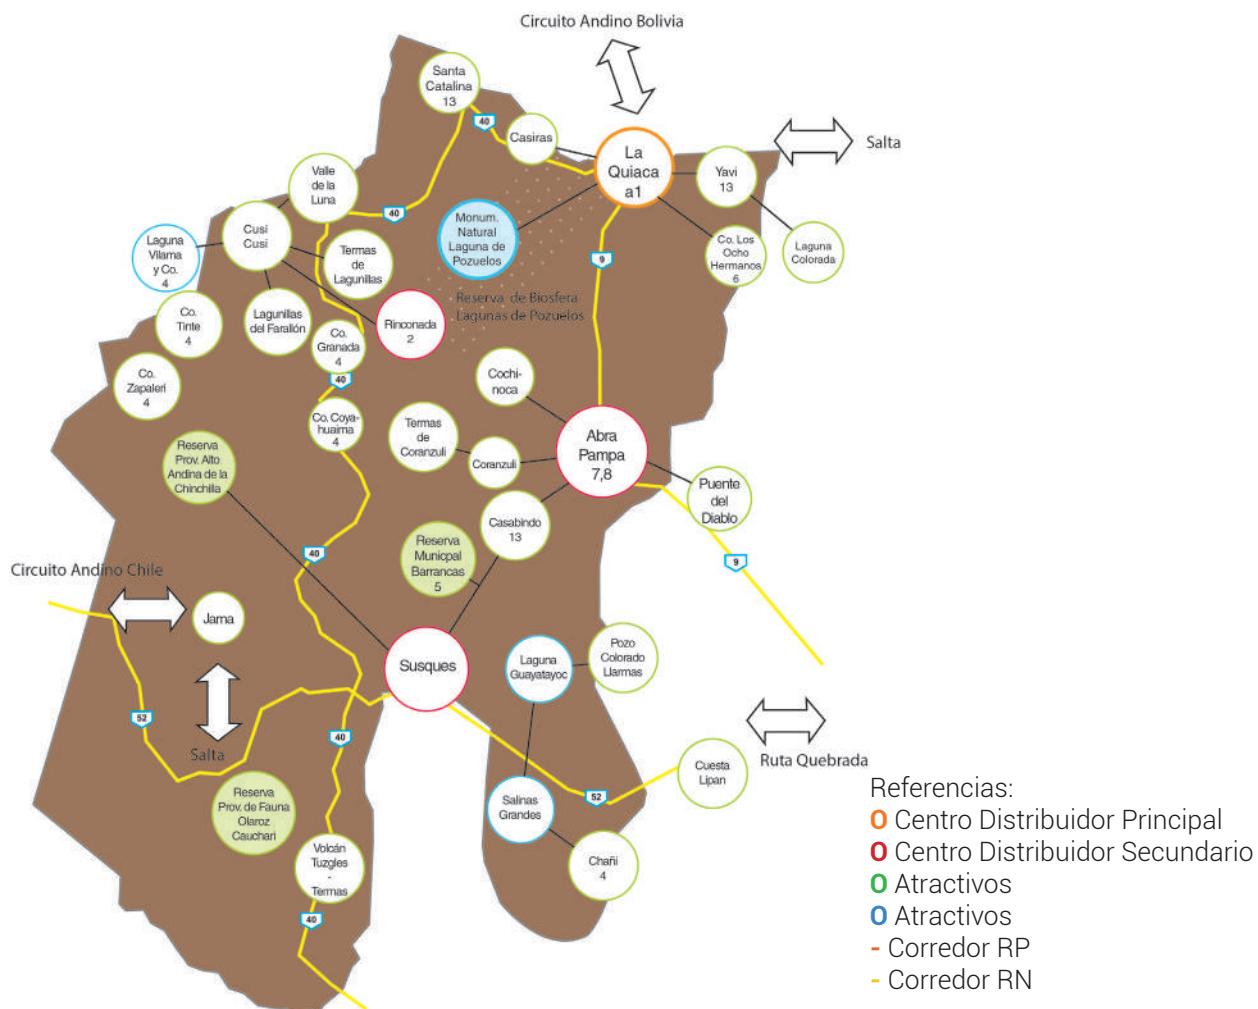 Circuito Andino Bolivia
Santa
Catalina
13
40
Casiras
La
Quiaca
a1
Salta
Yavi
13
Valle
de la
Luna
40
Cusi
Cusi
Laguna
Vilama
y Co.
4
Termas
de
Lagunillas
Monum.
Natural
Laguna de
Pozuelos
9
Co. Los
Ocho
Hermanos
6
Laguna
Colorada
Reserva de Biosfera
Lagunas de Pozuelos
Co.
Tinte
4
Lagunillas
del Farallón
Co.
Granada
4
Rinconada
2
Co.
Zapaleri
4
40
Cochi-
noca
Co. Coya-
huaima
4
Termas
de
Coranzuli
Coranzuli
Abra
Pampa
7,8
Reserva
Prov. Alto
Andina de la
Chinchilla
Puente
del
Diablo
Casabindo
13
Reserva
Municpal
Barrancas
5
40
9
Circuito Andino Chile
Jama
Susques
Laguna
Guayatayoc
Pozo
Colorado
Llarmas
52
40
Salta
Ruta Quebrada
Cuesta
Lipan
52
Reserva
Prov. de Fauna
Olaroz
Cauchari
Salinas
Grandes
Chañi
4
Volcán
Tuzgles
-
Termas
40
Referencias:
O Centro Distribuidor Principal
O Centro Distribuidor Secundario
O Atractivos
O Atractivos
- Corredor RP
- Corredor RN